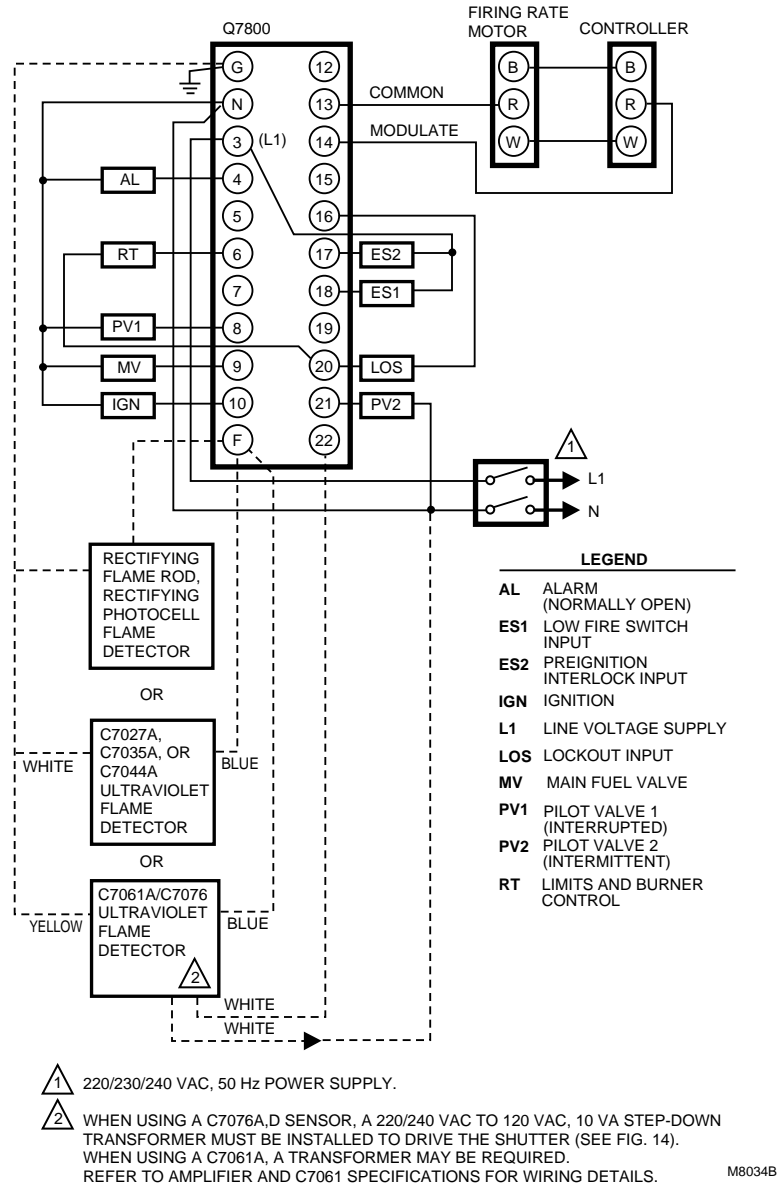 FIRING RATE
MOTOR
CONTROLLER
Q7800
G
12
B
B
N
13
COMMON
R
R
3
(L1)
14
MODULATE
W
W
AL
4
15
5
16
RT
6
17
ES2
7
18
ES1
PV1
8
19
MV
9
20
LOS
IGN
10
21
PV2
F
22
1
L1
N
RECTIFYING
FLAME ROD,
RECTIFYING
PHOTOCELL
FLAME
DETECTOR
OR
C7027A,
C7035A, OR
C7044A
ULTRAVIOLET
FLAME
DETECTOR
WHITE
BLUE
OR
C7061A/C7076
ULTRAVIOLET
FLAME
DETECTOR
YELLOW
BLUE
2
WHITE
WHITE
LEGEND
AL ALARM
(NORMALLY OPEN)
ES1 LOW FIRE SWITCH
INPUT
ES2 PREIGNITION
INTERLOCK INPUT
IGN IGNITION
L1 LINE VOLTAGE SUPPLY
LOS LOCKOUT INPUT
MV MAIN FUEL VALVE
PV1 PILOT VALVE 1
(INTERRUPTED)
PV2 PILOT VALVE 2
(INTERMITTENT)
RT LIMITS AND BURNER
CONTROL
1 220/230/240 VAC, 50 Hz POWER SUPPLY.
2 WHEN USING A C7076A,D SENSOR, A 220/240 VAC TO 120 VAC, 10 VA STEP-DOWN
TRANSFORMER MUST BE INSTALLED TO DRIVE THE SHUTTER (SEE FIG. 14).
WHEN USING A C7061A, A TRANSFORMER MAY BE REQUIRED.
REFER TO AMPLIFIER AND C7061 SPECIFICATIONS FOR WIRING DETAILS.
M8034B